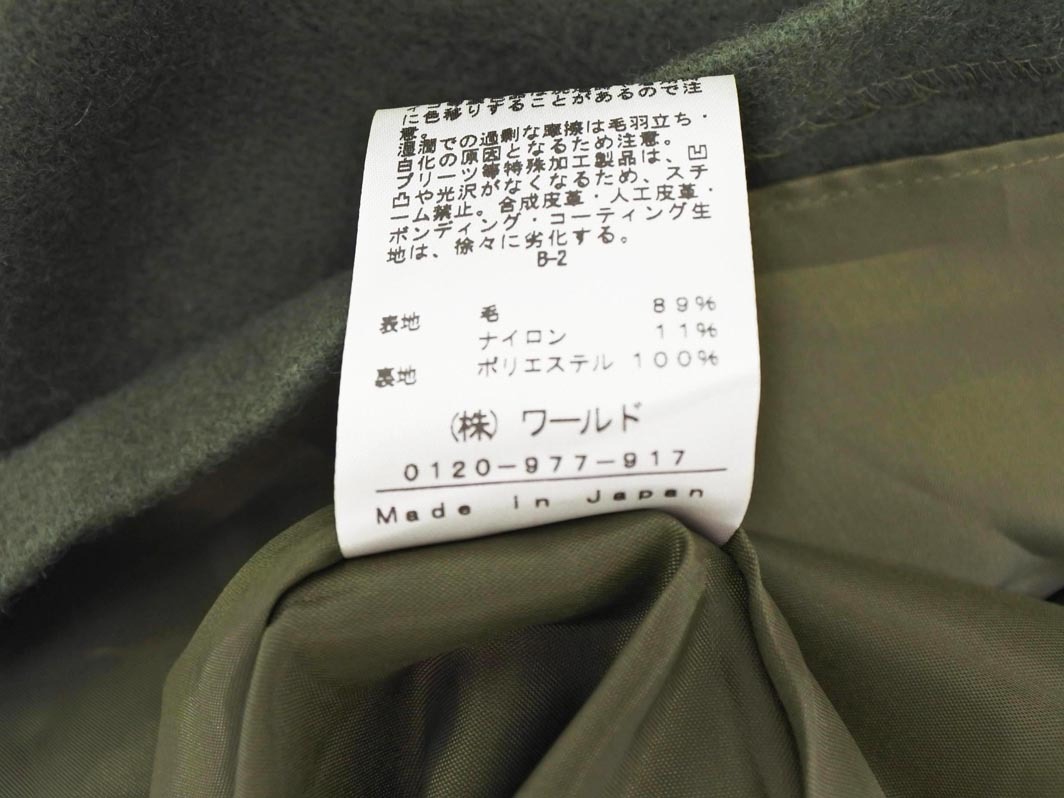 に色移りすることがあるので注
意。
湿潤での過剰な摩擦は毛羽立ち・
白化の原因となるため注意。
プリーツ等特殊加工製品は、凹
凸や光沢がなくなるため、スチ
ーム禁止。合成皮革・人工皮革・
ボンディング・コーティング生
地は、徐々に劣化する。
B-2
表地 毛 89%
ナイロン 11%
裏地 ポリエステル 100%
(株) ワールド
0120-977-917
Made in Japan